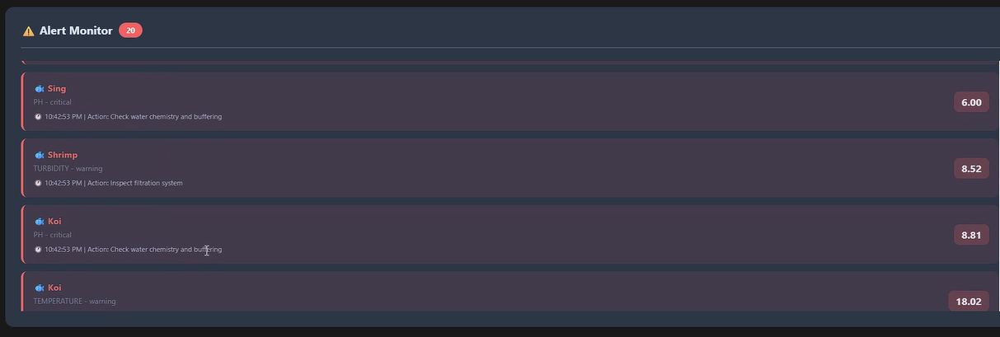 Alert Monitor 20
Sing
PH - critical
10:42:53 PM | Action: Check water chemistry and buffering
6.00
Shrimp
TURBIDITY - warning
10:42:53 PM | Action: Inspect filtration system
8.52
Koi
PH - critical
10:42:53 PM | Action: Check water chemistry and buffering
8.81
Koi
TEMPERATURE - warning
18.02